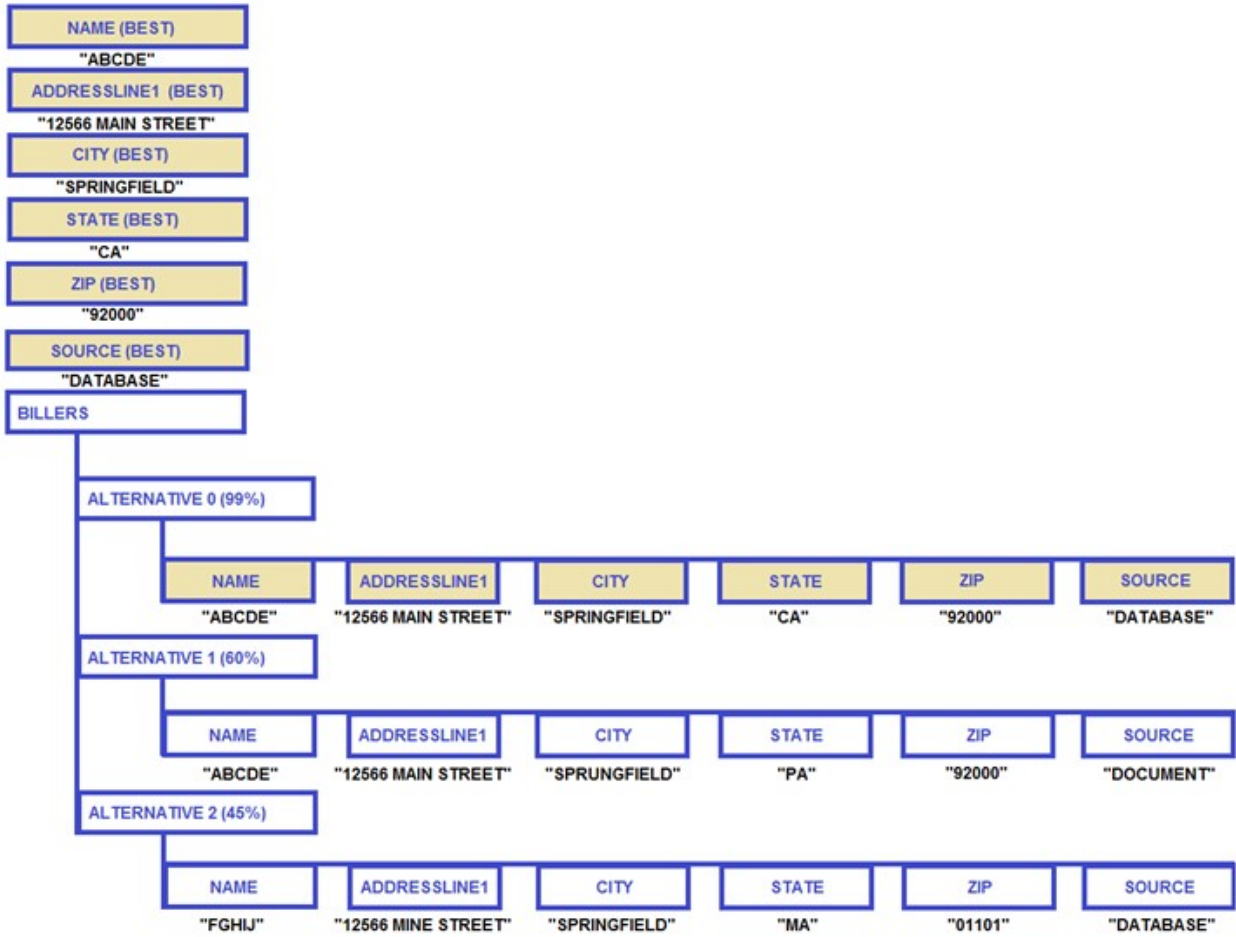 NAME (BEST)
"ABCDE"
ADDRESSLINE1 (BEST)
"12566 MAIN STREET"
CITY (BEST)
"SPRINGFIELD"
STATE (BEST)
"CA"
ZIP (BEST)
"92000"
SOURCE (BEST)
"DATABASE"
BILLERS
ALTERNATIVE 0 (99%)
NAME ADDRESSLINE1 CITY STATE ZIP SOURCE
"ABCDE" "12566 MAIN STREET" "SPRINGFIELD" "CA" "92000" "DATABASE"
ALTERNATIVE 1 (60%)
NAME ADDRESSLINE1 CITY STATE ZIP SOURCE
"ABCDE" "12566 MAIN STREET" "SPRUNGFIELD" "PA" "92000" "DOCUMENT"
ALTERNATIVE 2 (45%)
NAME ADDRESSLINE1 CITY STATE ZIP SOURCE
"FGHIJ" "12566 MINE STREET" "SPRINGFIELD" "MA" "01101" "DATABASE"